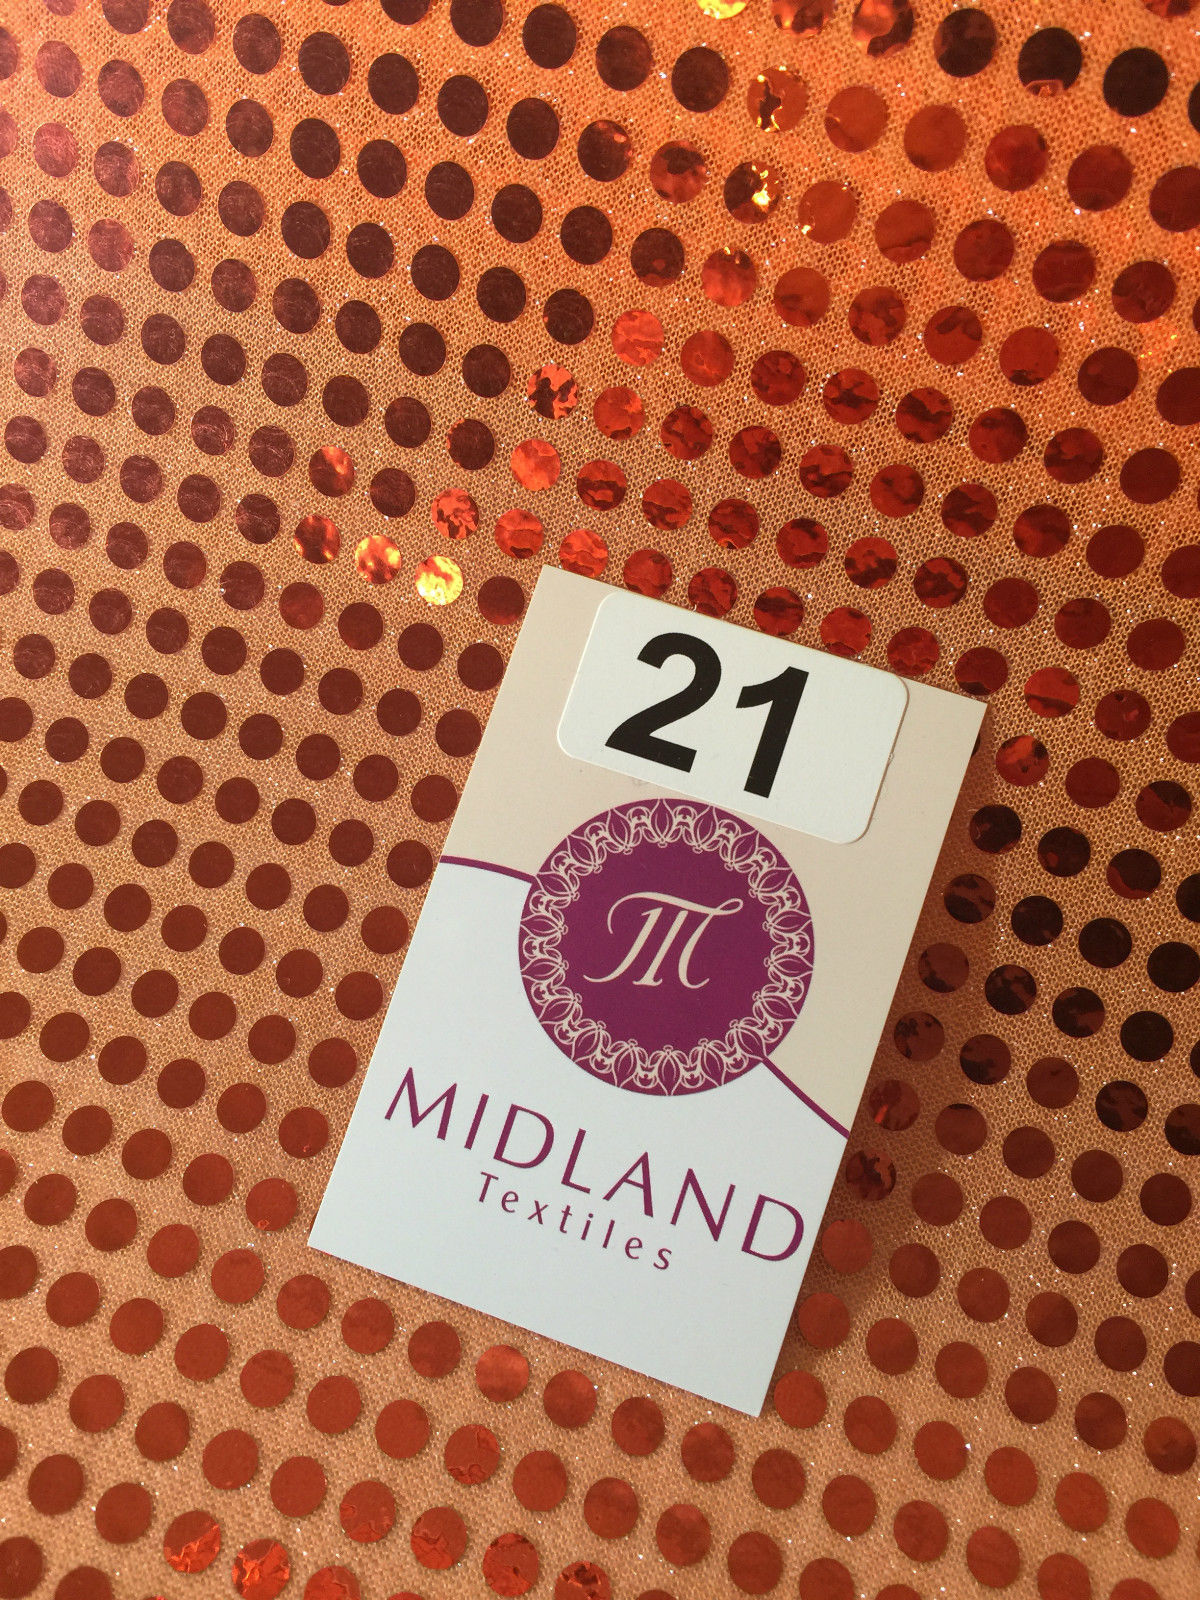 21
MIDLAND
Textiles